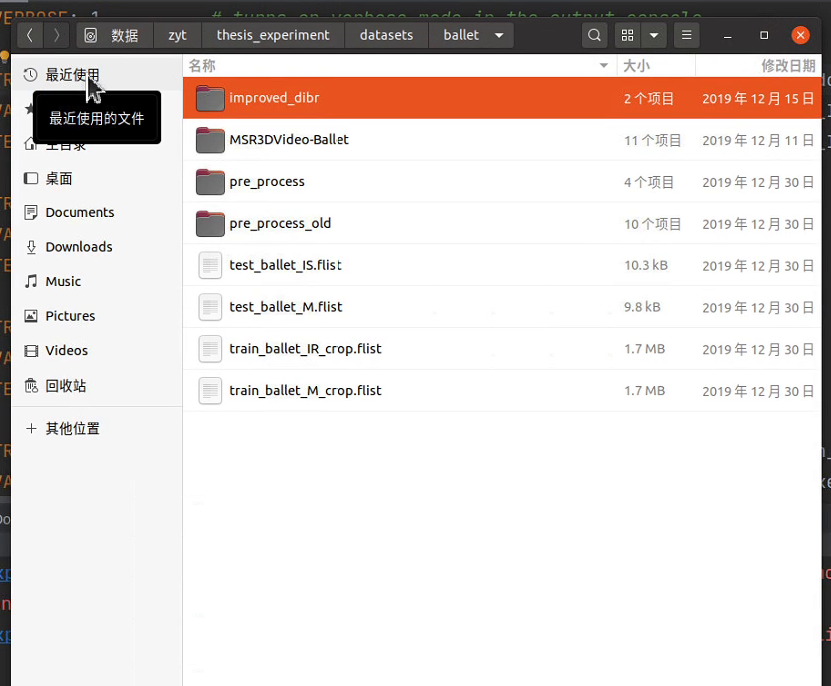 VERBOSE: 1 # turns on verbose mode in the output console
数据 zyt thesis_experiment datasets ballet
最近使用
最近使用的文件
主目录
桌面
Documents
Downloads
Music
Pictures
Videos
回收站
其他位置
名称 大小 修改日期
improved_dibr 2 个项目 2019 年 12 月 15 日
MSR3DVideo-Ballet 11 个项目 2019 年 12 月 11 日
pre_process 4 个项目 2019 年 12 月 30 日
pre_process_old 10 个项目 2019 年 12 月 30 日
test_ballet_IS.flist 10.3 kB 2019 年 12 月 30 日
test_ballet_M.flist 9.8 kB 2019 年 12 月 30 日
train_ballet_IR_crop.flist 1.7 MB 2019 年 12 月 30 日
train_ballet_M_crop.flist 1.7 MB 2019 年 12 月 30 日